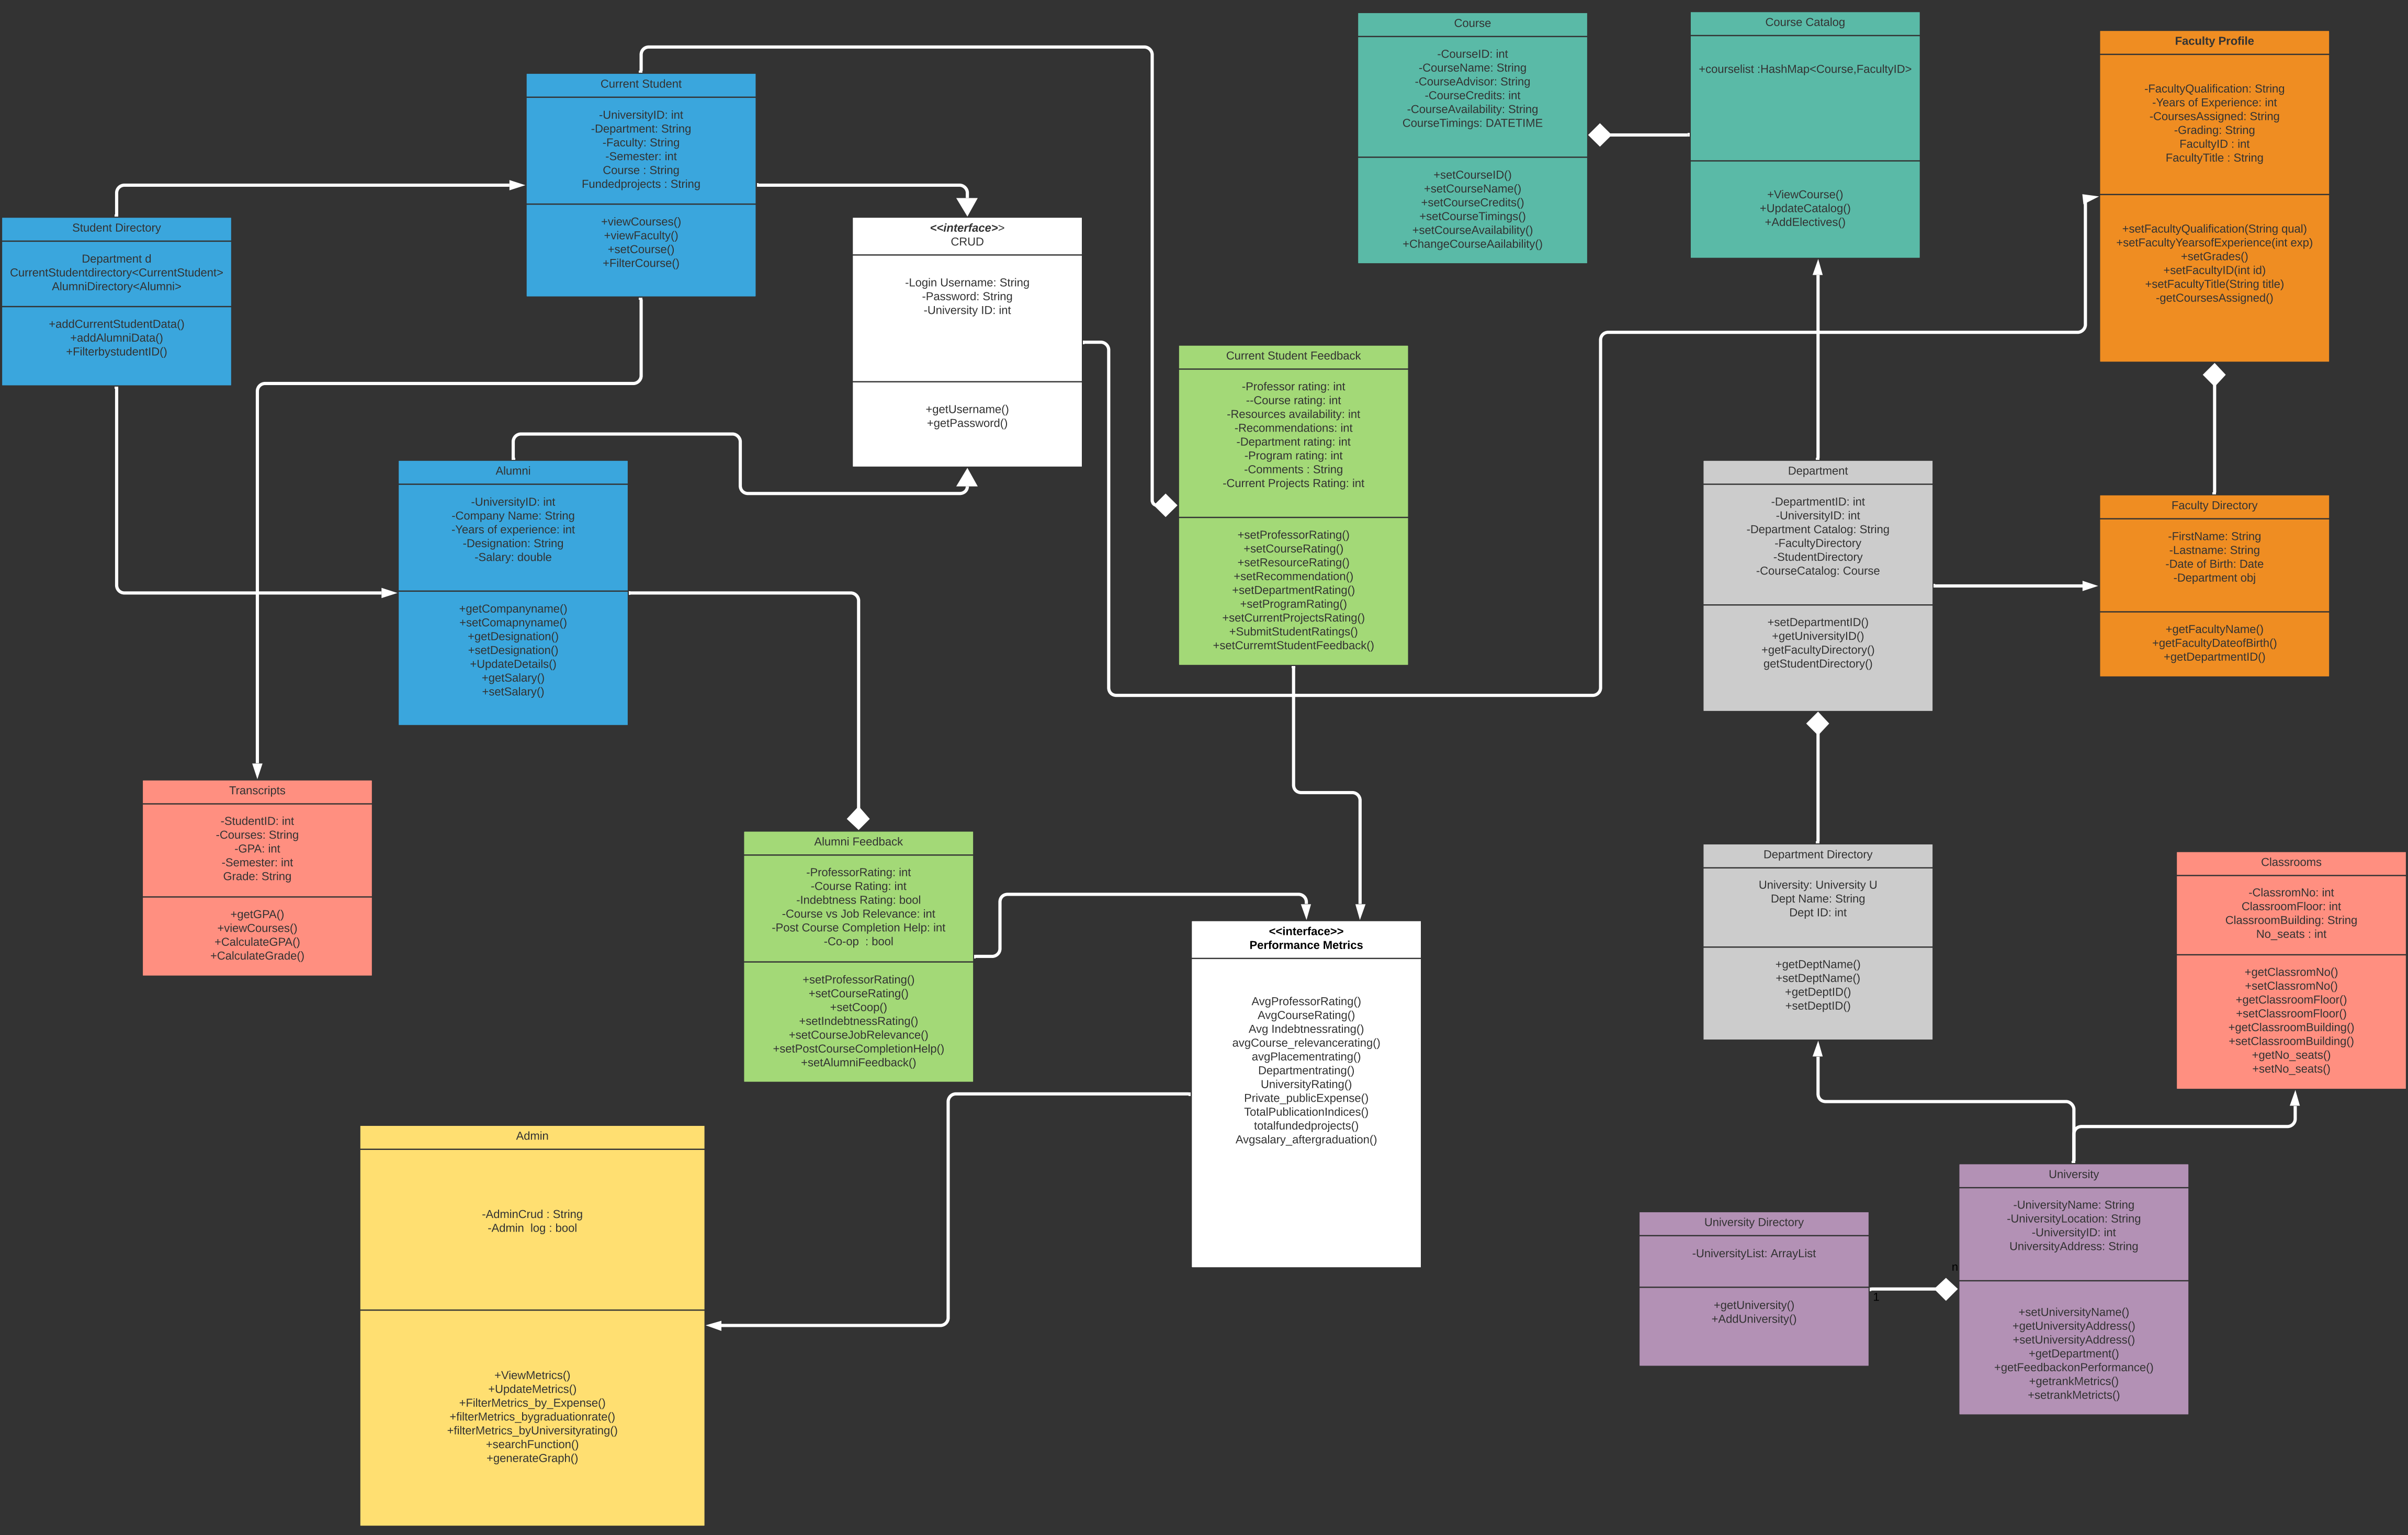 Course
-CourseID: int
-CourseName: String
-CourseAdvisor: String
-CourseCredits: int
-CourseAvailability: String
CourseTimings: DATETIME
+setCourseID()
+setCourseName()
+setCourseCredits()
+setCourseTimings()
+setCourseAvailability()
+ChangeCourseAailability()
Course Catalog
+courselist :HashMap<Course,FacultyID>
+ViewCourse()
+UpdateCatalog()
+AddElectives()
Faculty Profile
-FacultyQualification: String
-Years of Experience: int
-CoursesAssigned: String
-Grading: String
FacultyID : int
FacultyTitle : String
+setFacultyQualification(String qual)
+setFacultyYearsofExperience(int exp)
+setGrades()
+setFacultyID(int id)
+setFacultyTitle(String title)
-getCoursesAssigned()
Current Student
-UniversityID: int
-Department: String
-Faculty: String
-Semester: int
Course : String
Fundedprojects : String
+viewCourses()
+viewFaculty()
+setCourse()
+FilterCourse()
Student Directory
Department d
CurrentStudentdirectory<CurrentStudent>
AlumniDirectory<Alumni>
+addCurrentStudentData()
+addAlumniData()
+FilterbystudentID()
<<interface>>
CRUD
-Login Username: String
-Password: String
-University ID: int
+getUsername()
+getPassword()
Current Student Feedback
-Professor rating: int
--Course rating: int
-Resources availability: int
-Recommendations: int
-Department rating: int
-Program rating: int
-Comments : String
-Current Projects Rating: int
+setProfessorRating()
+setCourseRating()
+setResourceRating()
+setRecommendation()
+setDepartmentRating()
+setProgramRating()
+setCurrentProjectsRating()
+SubmitStudentRatings()
+setCurremtStudentFeedback()
Alumni
-UniversityID: int
-Company Name: String
-Years of experience: int
-Designation: String
-Salary: double
+getCompanyname()
+setComapnyname()
+getDesignation()
+setDesignation()
+UpdateDetails()
+getSalary()
+setSalary()
Department
-DepartmentID: int
-UniversityID: int
-Department Catalog: String
-FacultyDirectory
-StudentDirectory
-CourseCatalog: Course
+setDepartmentID()
+getUniversityID()
+getFacultyDirectory()
getStudentDirectory()
Faculty Directory
-FirstName: String
-Lastname: String
-Date of Birth: Date
-Department obj
+getFacultyName()
+getFacultyDateofBirth()
+getDepartmentID()
Transcripts
-StudentID: int
-Courses: String
-GPA: int
-Semester: int
Grade: String
+getGPA()
+viewCourses()
+CalculateGPA()
+CalculateGrade()
Alumni Feedback
-ProfessorRating: int
-Course Rating: int
-Indebtness Rating: bool
-Course vs Job Relevance: int
-Post Course Completion Help: int
-Co-op : bool
+setProfessorRating()
+setCourseRating()
+setCoop()
+setIndebtnessRating()
+setCourseJobRelevance()
+setPostCourseCompletionHelp()
+setAlumniFeedback()
Department Directory
University: University U
Dept Name: String
Dept ID: int
+getDeptName()
+setDeptName()
+getDeptID()
+setDeptID()
Classrooms
-ClassromNo: int
ClassroomFloor: int
ClassroomBuilding: String
No_seats : int
+getClassromNo()
+setClassromNo()
+getClassroomFloor()
+setClassroomFloor()
+getClassroomBuilding()
+setClassroomBuilding()
+getNo_seats()
+setNo_seats()
<<interface>>
Performance Metrics
AvgProfessorRating()
AvgCourseRating()
Avg Indebtnessrating()
avgCourse_relevancerating()
avgPlacementrating()
Departmentrating()
UniversityRating()
Private_publicExpense()
TotalPublicationIndices()
totalfundedprojects()
Avgsalary_aftergraduation()
Admin
-AdminCrud : String
-Admin log : bool
+ViewMetrics()
+UpdateMetrics()
+FilterMetrics_by_Expense()
+filterMetrics_bygraduationrate()
+filterMetrics_byUniversityrating()
+searchFunction()
+generateGraph()
University Directory
-UniversityList: ArrayList
+getUniversity()
+AddUniversity()
1
n
University
-UniversityName: String
-UniversityLocation: String
-UniversityID: int
UniversityAddress: String
+setUniversityName()
+getUniversityAddress()
+setUniversityAddress()
+getDepartment()
+getFeedbackonPerformance()
+getrankMetrics()
+setrankMetricts()